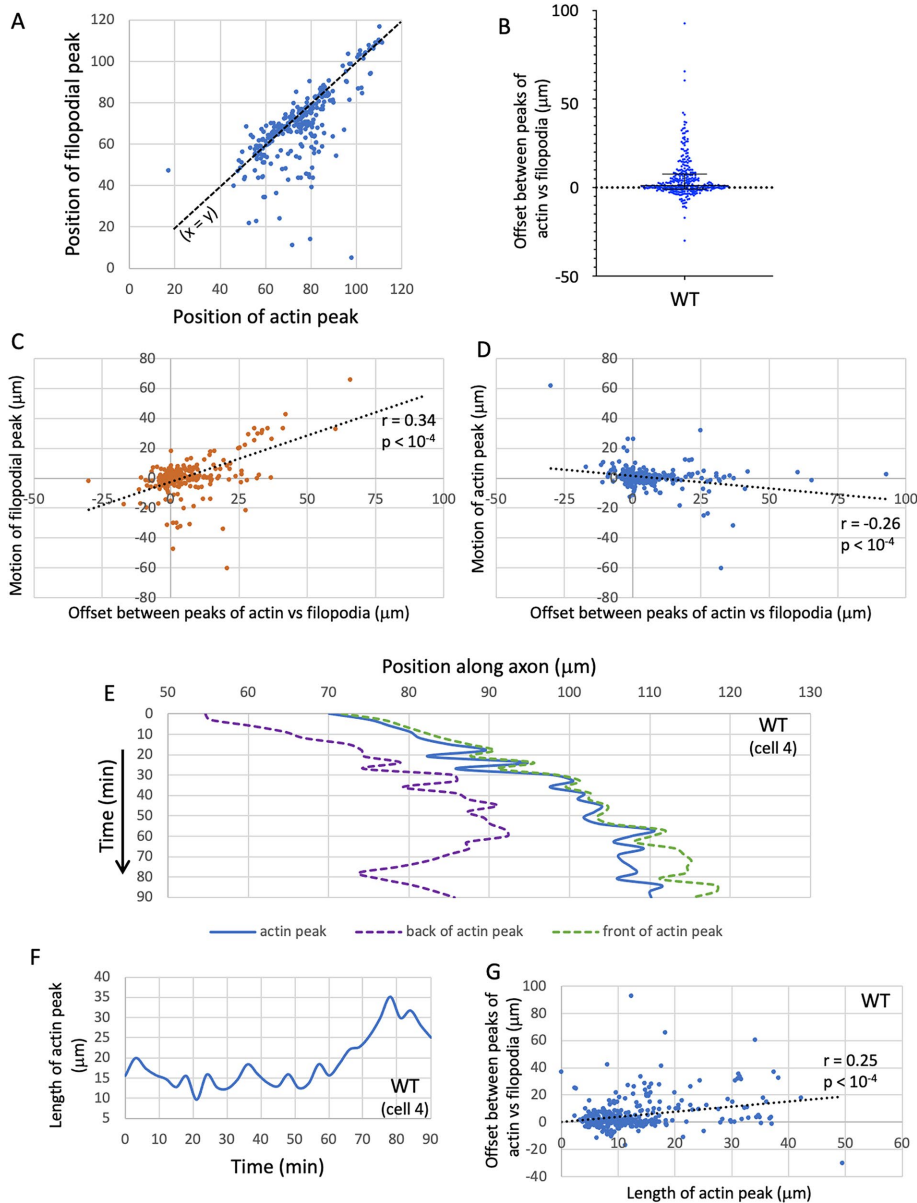 A
Position of filopodial peak
120
100
80
60
40
20
0
(x = y)
0 20 40 60 80 100 120
Position of actin peak
B
Offset between peaks of
actin vs filopodia (µm)
100
50
0
-50
WT
C
Motion of filopodial peak (µm)
80
60
40
20
0
-20
-40
-60
-80
-50 -25 0 25 50 75 100
r = 0.34
p < 10-4
Offset between peaks of actin vs filopodia (µm)
D
Motion of actin peak (µm)
80
60
40
20
0
-20
-40
-60
-80
-50 -25 0 25 50 75 100
r = -0.26
p < 10-4
Offset between peaks of actin vs filopodia (µm)
E
Position along axon (µm)
50 60 70 80 90 100 110 120 130
Time (min)
0
10
20
30
40
50
60
70
80
90
WT
(cell 4)
actin peak back of actin peak front of actin peak
F
Length of actin peak
(µm)
40
35
30
25
20
15
10
5
WT
(cell 4)
0 10 20 30 40 50 60 70 80 90
Time (min)
G
Offset between peaks of
actin vs filopodia (µm)
100
80
60
40
20
0
-20
-40
WT
r = 0.25
p < 10-4
0 10 20 30 40 50 60
Length of actin peak (µm)